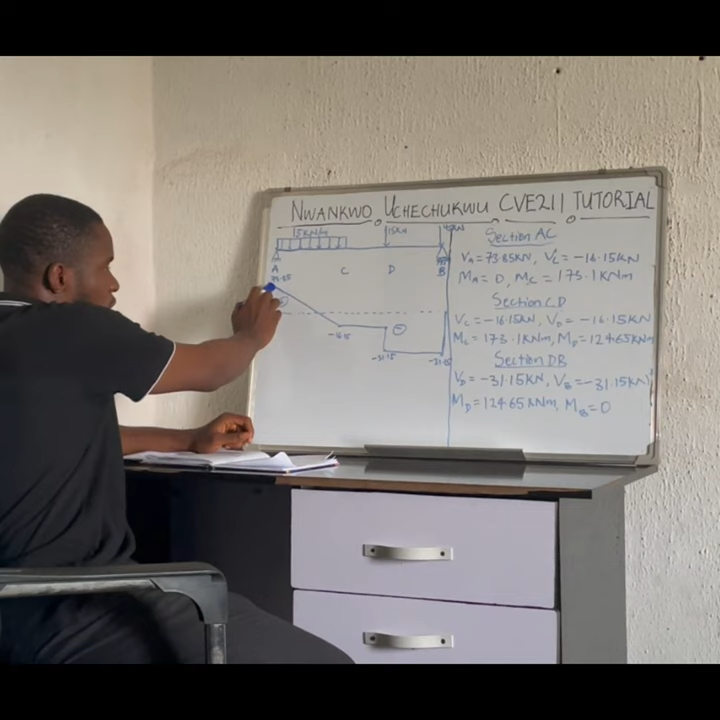 NWANKWO UCHECHUKWU CVE211 TUTORIAL
15KN/m
15KN
A
C
D
B
-16.15
-31.15
Section AC
VA=73.85KN, VC=-16.15KN
MA=0, MC=173.1KNm
Section CD
VC=-16.15KN, VD=-16.15KN
MC=173.1KNm, MD=124.65KNm
Section DB
VD=-31.15KN, VB=-31.15KN
MD=124.65KNm, MB=0